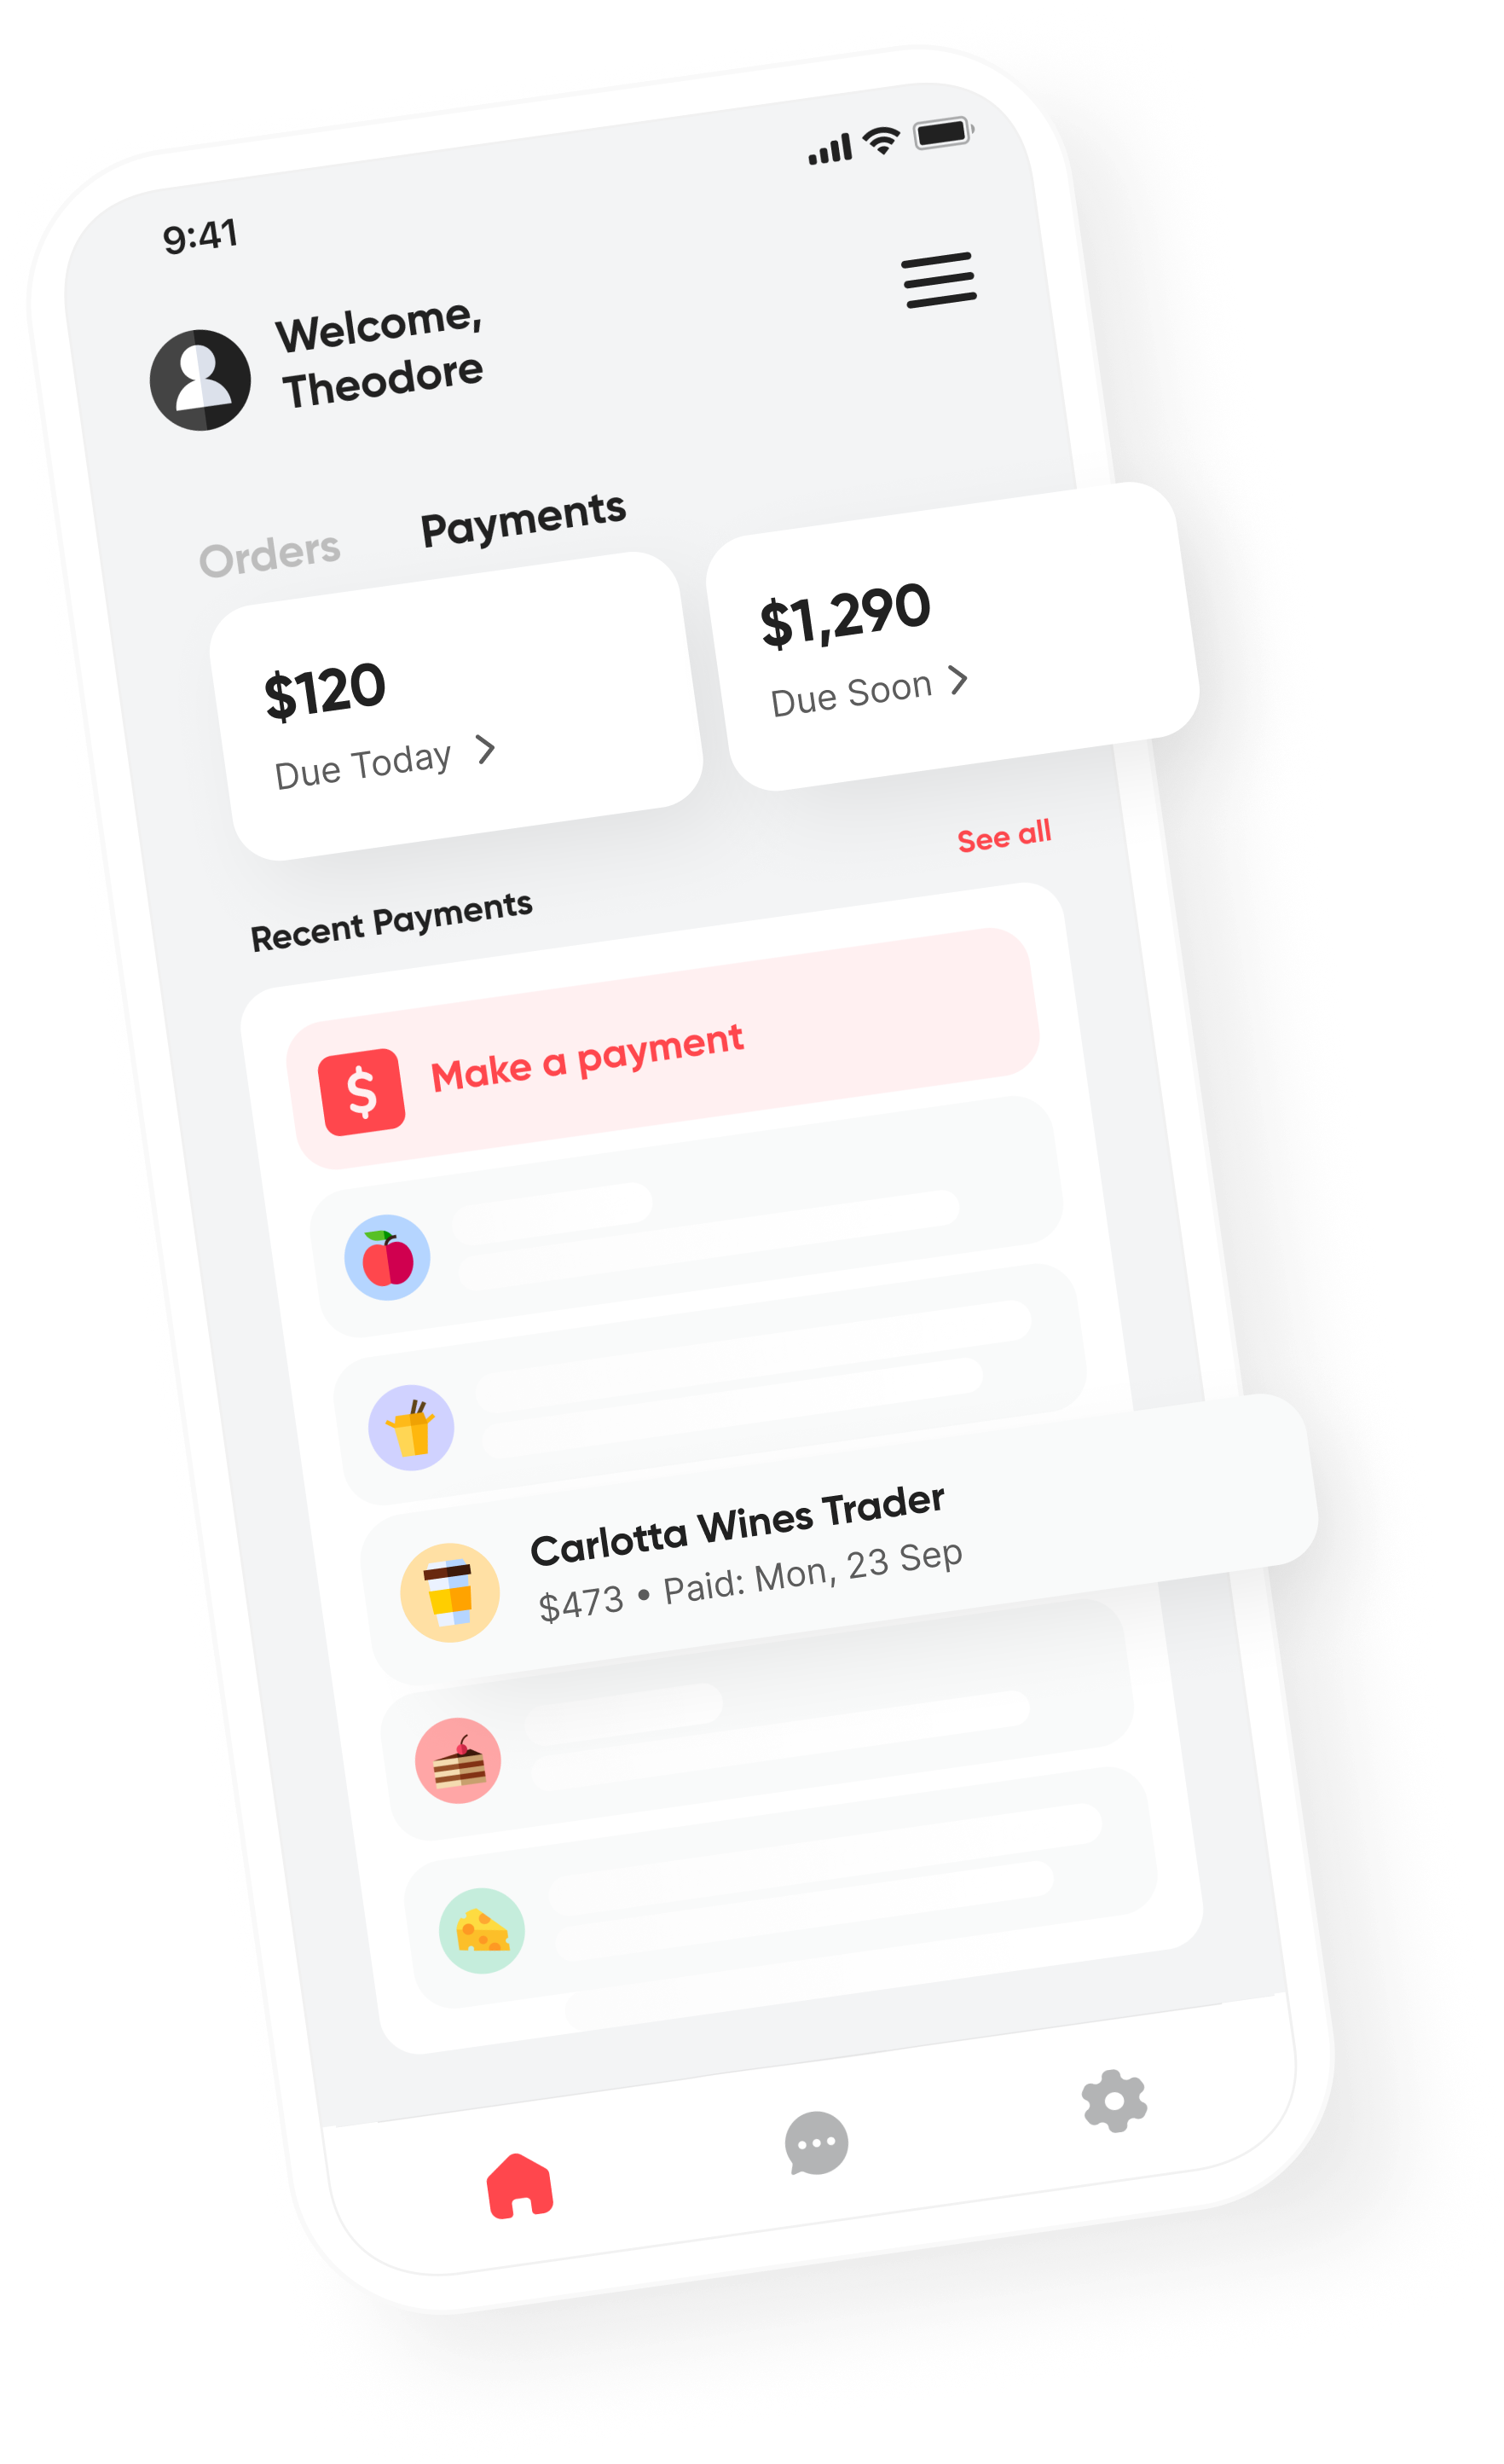 9:41
Welcome,
Theodore
Orders
Payments
$120
Due Today
$1,290
Due Soon
Recent Payments
See all
$
Make a payment
Carlotta Wines Trader
$473 • Paid: Mon, 23 Sep